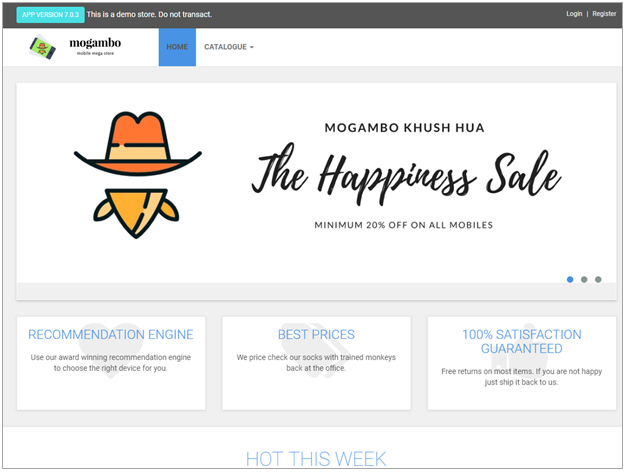 APP VERSION 7.0.3 This is a demo store. Do not transact. Login | Register
mogambo
mobile mega store
HOME CATALOGUE
MOGAMBO KHUSH HUA
The Happiness Sale
MINIMUM 20% OFF ON ALL MOBILES
RECOMMENDATION ENGINE
Use our award winning recommendation engine
to choose the right device for you.
BEST PRICES
We price check our socks with trained monkeys
back at the office.
100% SATISFACTION
GUARANTEED
Free returns on most items. If you are not happy
just ship it back to us.
HOT THIS WEEK